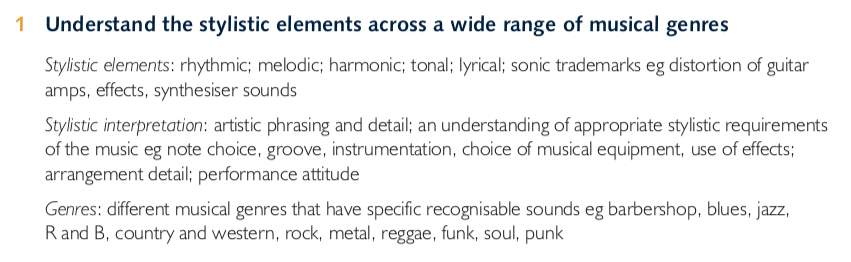 1 Understand the stylistic elements across a wide range of musical genres
Stylistic elements: rhythmic; melodic; harmonic; tonal; lyrical; sonic trademarks eg distortion of guitar
amps, effects, synthesiser sounds
Stylistic interpretation: artistic phrasing and detail; an understanding of appropriate stylistic requirements
of the music eg note choice, groove, instrumentation, choice of musical equipment, use of effects;
arrangement detail; performance attitude
Genres: different musical genres that have specific recognisable sounds eg barbershop, blues, jazz,
R and B, country and western, rock, metal, reggae, funk, soul, punk